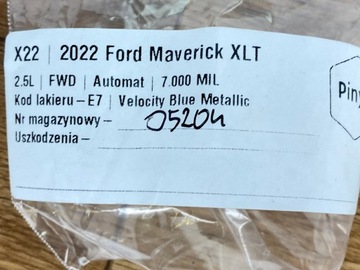 X22 | 2022 Ford Maverick XLT
2.5L | FWD | Automat | 7.000 MIL
Kod lakieru – E7 | Velocity Blue Metallic
Nr magazynowy – 05204
Uszkodzenia –